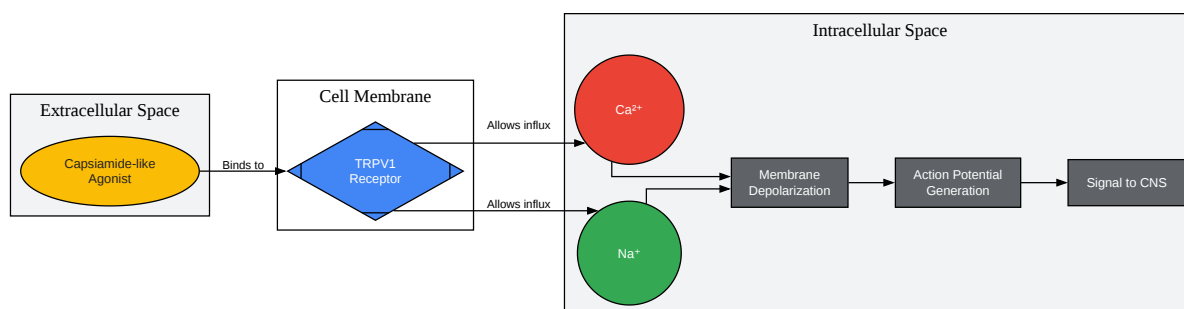 Extracellular Space
Capsiamide-like
Agonist
Binds to
Cell Membrane
TRPV1
Receptor
Allows influx
Allows influx
Intracellular Space
Ca²⁺
Na⁺
Membrane
Depolarization
Action Potential
Generation
Signal to CNS